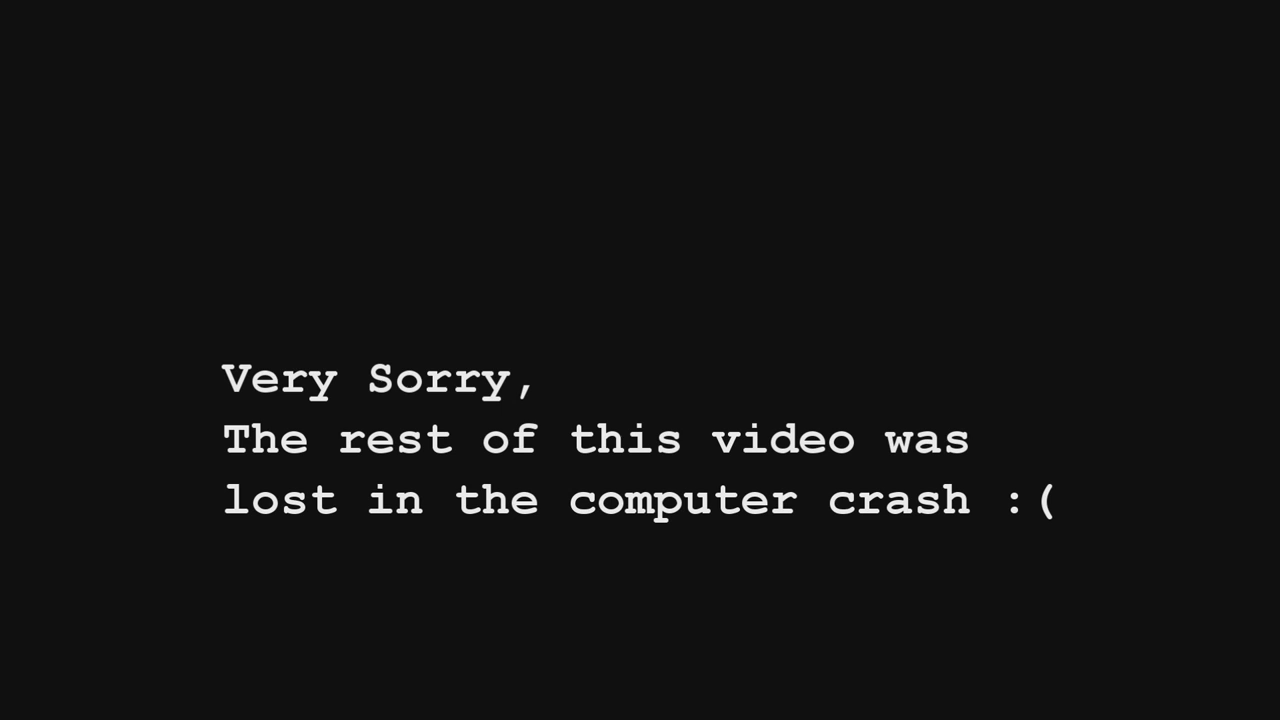 Very Sorry,
The rest of this video was
lost in the computer crash :(